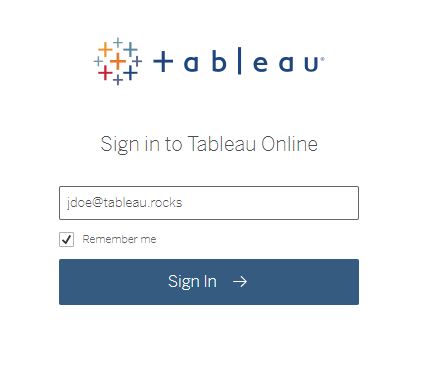 + a b l e a u®
Sign in to Tableau Online
jdoe@tableau.rocks
Remember me
Sign In →